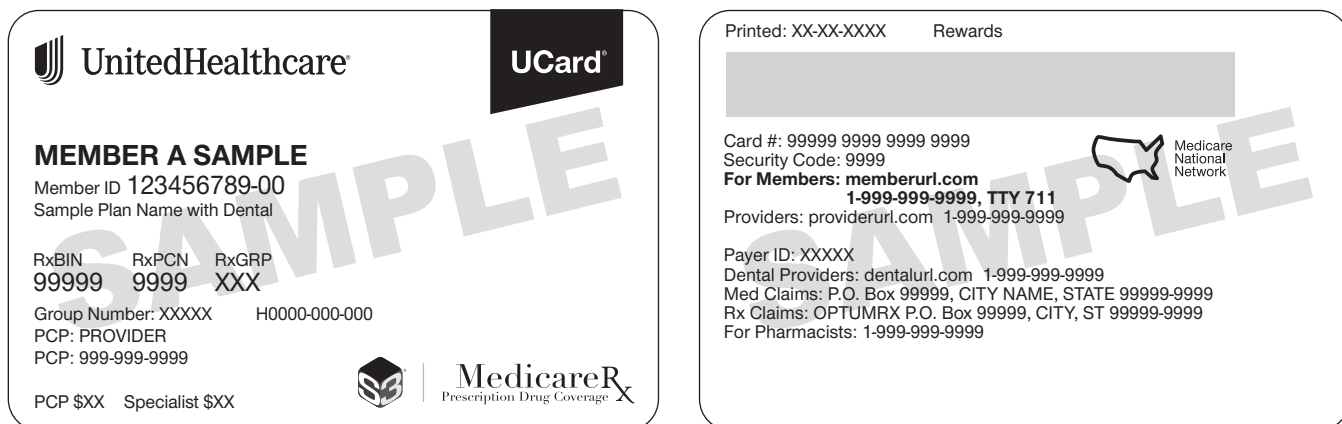 UnitedHealthcare®
UCard®
SAMPLE
MEMBER A SAMPLE
Member ID 123456789-00
Sample Plan Name with Dental
RxBIN RxPCN RxGRP
99999 9999 XXX
Group Number: XXXXX H0000-000-000
PCP: PROVIDER
PCP: 999-999-9999
PCP $XX Specialist $XX
S3
MedicareRx
Prescription Drug Coverage
Printed: XX-XX-XXXX Rewards
SAMPLE
Card #: 99999 9999 9999 9999
Security Code: 9999
For Members: memberurl.com
1-999-999-9999, TTY 711
Providers: providerurl.com 1-999-999-9999
Medicare
National
Network
Payer ID: XXXXX
Dental Providers: dentalurl.com 1-999-999-9999
Med Claims: P.O. Box 99999, CITY NAME, STATE 99999-9999
Rx Claims: OPTUMRX P.O. Box 99999, CITY, ST 99999-9999
For Pharmacists: 1-999-999-9999